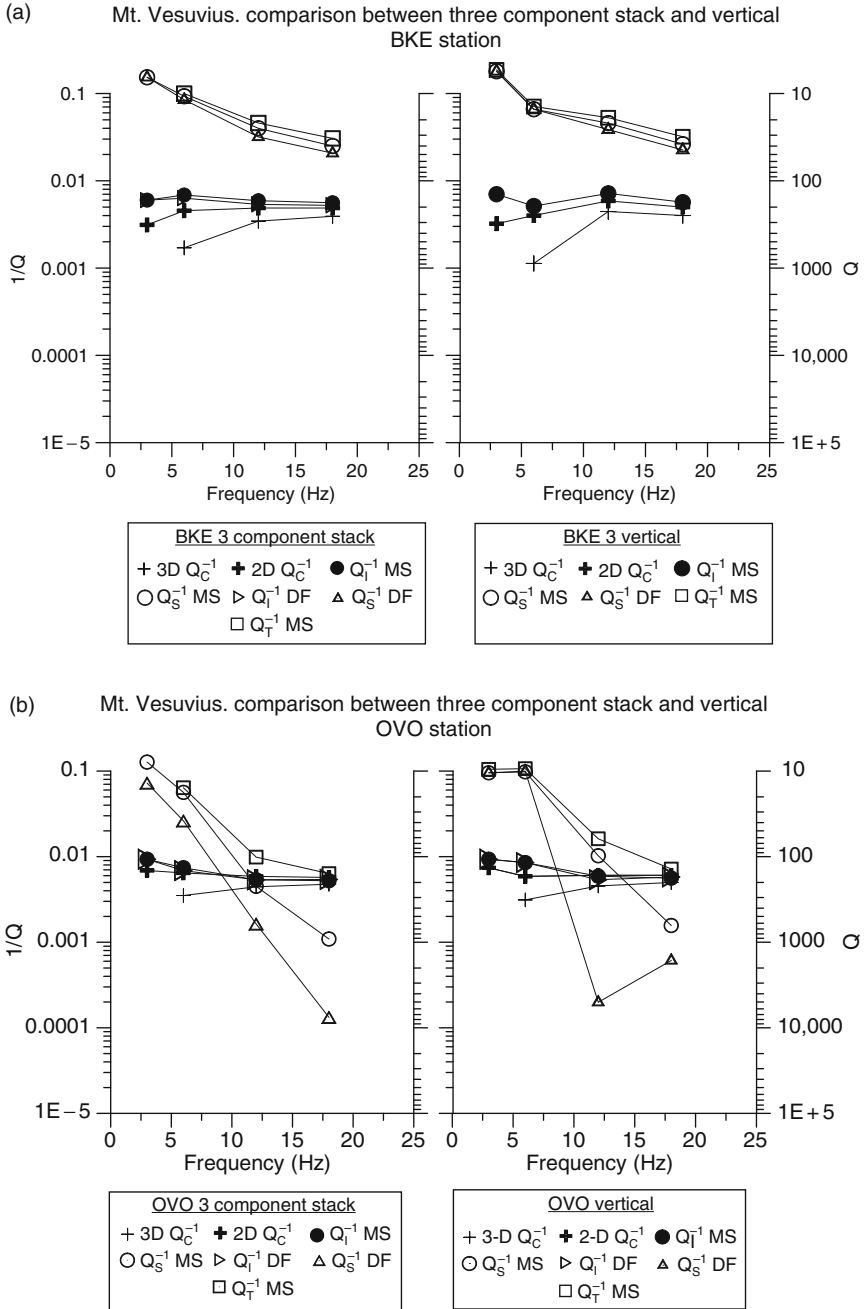 (a)
Mt. Vesuvius. comparison between three component stack and vertical
BKE station
0.1
0.01
0.001
0.0001
1E−5
1/Q
0 5 10 15 20 25
Frequency (Hz)
10
100
1000
10,000
1E+5
Q
0 5 10 15 20 25
Frequency (Hz)
BKE 3 component stack
3D Q_C^−1 2D Q_C^−1 Q_I^−1 MS
Q_S^−1 MS Q_I^−1 DF Q_S^−1 DF
Q_T^−1 MS
BKE 3 vertical
3D Q_C^−1 2D Q_C^−1 Q_I^−1 MS
Q_S^−1 MS Q_S^−1 DF Q_T^−1 MS
(b)
Mt. Vesuvius. comparison between three component stack and vertical
OVO station
0.1
0.01
0.001
0.0001
1E−5
1/Q
0 5 10 15 20 25
Frequency (Hz)
10
100
1000
10,000
1E+5
Q
0 5 10 15 20 25
Frequency (Hz)
OVO 3 component stack
3D Q_C^−1 2D Q_C^−1 Q_I^−1 MS
Q_S^−1 MS Q_I^−1 DF Q_S^−1 DF
Q_T^−1 MS
OVO vertical
3-D Q_C^−1 2-D Q_C^−1 Q_I^−1 MS
Q_S^−1 MS Q_I^−1 DF Q_S^−1 DF
Q_T^−1 MS